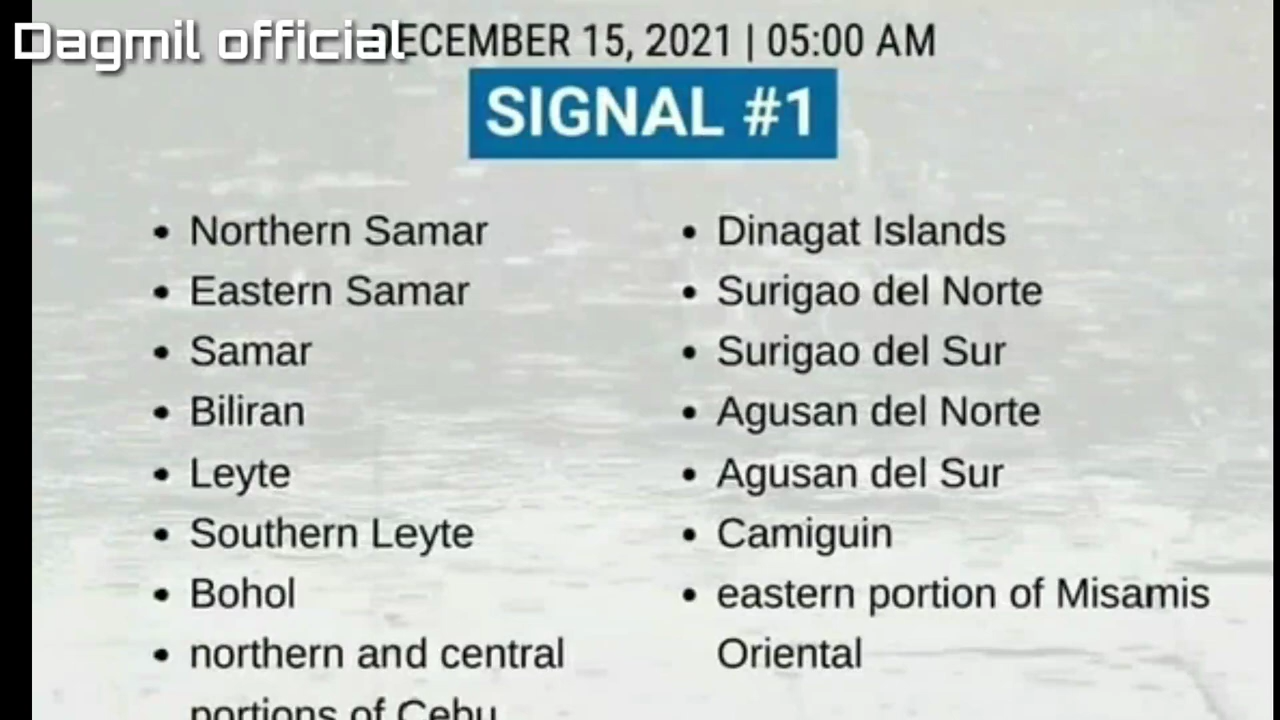 Dagmil official
DECEMBER 15, 2021 | 05:00 AM
SIGNAL #1
• Northern Samar
• Eastern Samar
• Samar
• Biliran
• Leyte
• Southern Leyte
• Bohol
• northern and central
portions of Cebu
• Dinagat Islands
• Surigao del Norte
• Surigao del Sur
• Agusan del Norte
• Agusan del Sur
• Camiguin
• eastern portion of Misamis
Oriental